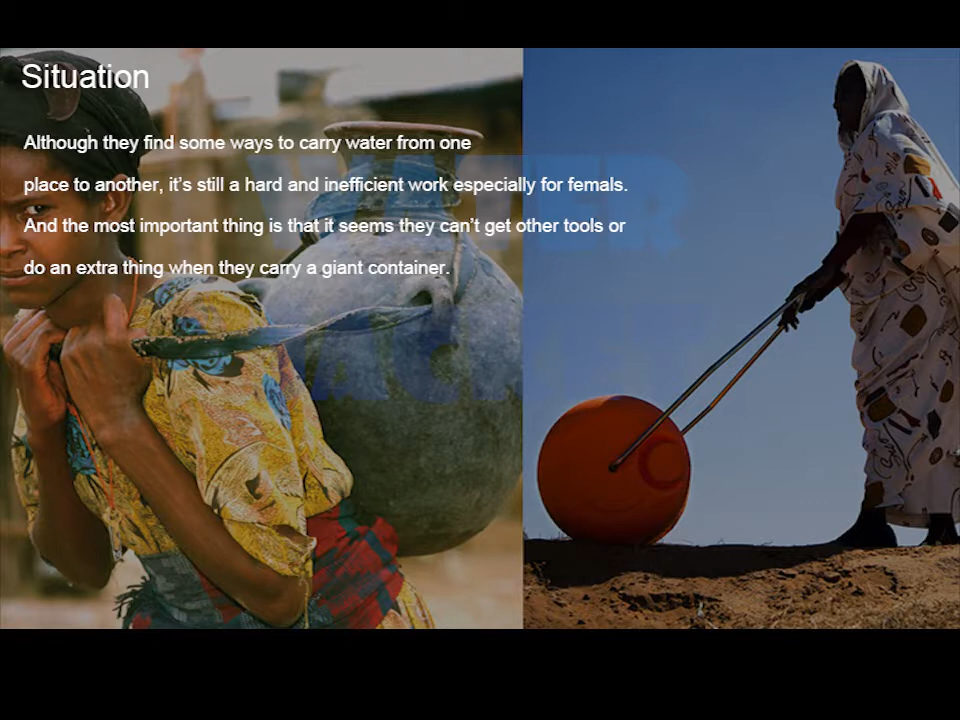 Situation
Although they find some ways to carry water from one
place to another, it’s still a hard and inefficient work especially for femals.
And the most important thing is that it seems they can’t get other tools or
do an extra thing when they carry a giant container.
WATER